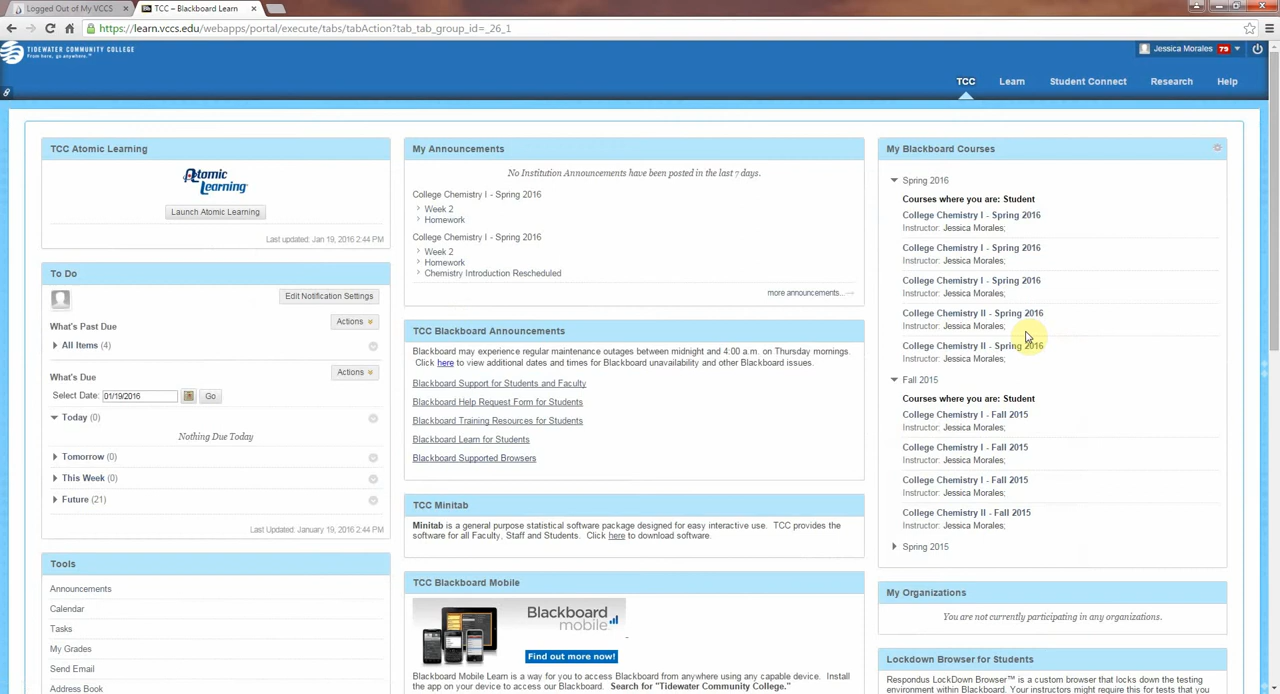 Logged Out of My VCCS
TCC – Blackboard Learn
https://learn.vccs.edu/webapps/portal/execute/tabs/tabAction?tab_tab_group_id=_26_1
TIDEWATER COMMUNITY COLLEGE
From here, go anywhere.™
Jessica Morales 79
TCC Learn Student Connect Research Help
TCC Atomic Learning
Atomic Learning
Launch Atomic Learning
Last updated: Jan 19, 2016 2:44 PM
To Do
Edit Notification Settings
What's Past Due
Actions
All Items (4)
What's Due
Actions
Select Date: 01/19/2016 Go
Today (0)
Nothing Due Today
Tomorrow (0)
This Week (0)
Future (21)
Last Updated: January 19, 2016 2:44 PM
Tools
Announcements
Calendar
Tasks
My Grades
Send Email
Address Book
My Announcements
No Institution Announcements have been posted in the last 7 days.
College Chemistry I - Spring 2016
Week 2
Homework
College Chemistry I - Spring 2016
Week 2
Homework
Chemistry Introduction Rescheduled
more announcements...
TCC Blackboard Announcements
Blackboard may experience regular maintenance outages between midnight and 4:00 a.m. on Thursday mornings.
Click here to view additional dates and times for Blackboard unavailability and other Blackboard issues.
Blackboard Support for Students and Faculty
Blackboard Help Request Form for Students
Blackboard Training Resources for Students
Blackboard Learn for Students
Blackboard Supported Browsers
TCC Minitab
Minitab is a general purpose statistical software package designed for easy interactive use. TCC provides the
software for all Faculty, Staff and Students. Click here to download software.
TCC Blackboard Mobile
Blackboard
mobile
Find out more now!
Blackboard Mobile Learn is a way for you to access Blackboard from anywhere using any capable device. Install
the app on your device to access our Blackboard. Search for "Tidewater Community College."
My Blackboard Courses
Spring 2016
Courses where you are: Student
College Chemistry I - Spring 2016
Instructor: Jessica Morales;
College Chemistry I - Spring 2016
Instructor: Jessica Morales;
College Chemistry I - Spring 2016
Instructor: Jessica Morales;
College Chemistry II - Spring 2016
Instructor: Jessica Morales;
College Chemistry II - Spring 2016
Instructor: Jessica Morales;
Fall 2015
Courses where you are: Student
College Chemistry I - Fall 2015
Instructor: Jessica Morales;
College Chemistry I - Fall 2015
Instructor: Jessica Morales;
College Chemistry I - Fall 2015
Instructor: Jessica Morales;
College Chemistry II - Fall 2015
Instructor: Jessica Morales;
Spring 2015
My Organizations
You are not currently participating in any organizations.
Lockdown Browser for Students
Respondus LockDown Browser™ is a custom browser that locks down the testing
environment within Blackboard. Your instructors might require this for tests that you